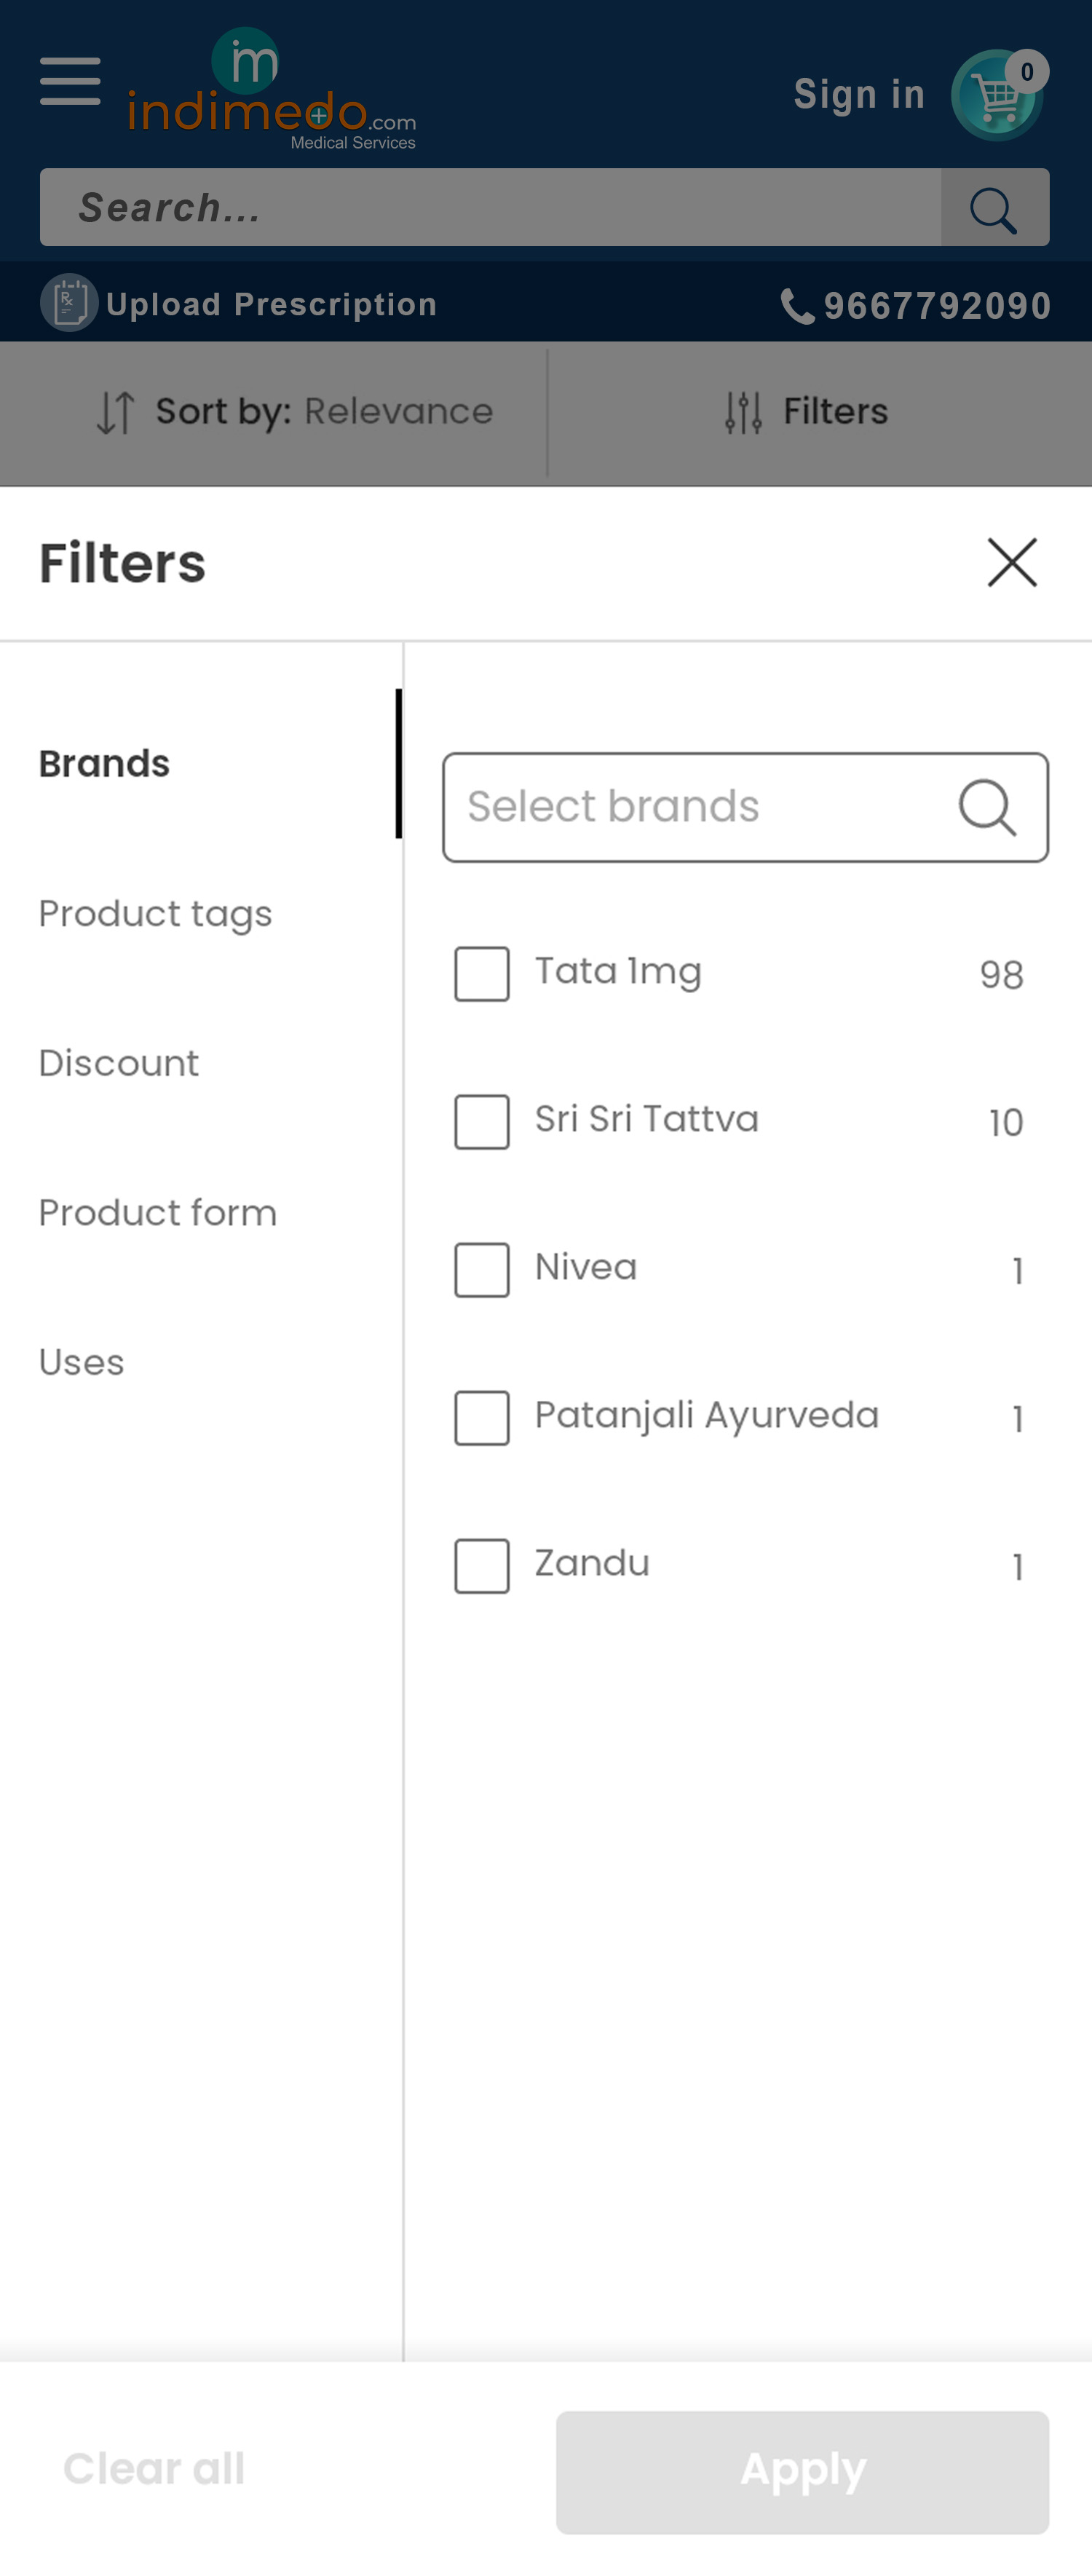 im
indimedo.com
Medical Services
Sign in
0
Search...
Rx
Upload Prescription
9667792090
Sort by: Relevance
Filters
Filters
Brands
Product tags
Discount
Product form
Uses
Select brands
Tata 1mg 98
Sri Sri Tattva 10
Nivea 1
Patanjali Ayurveda 1
Zandu 1
Clear all
Apply